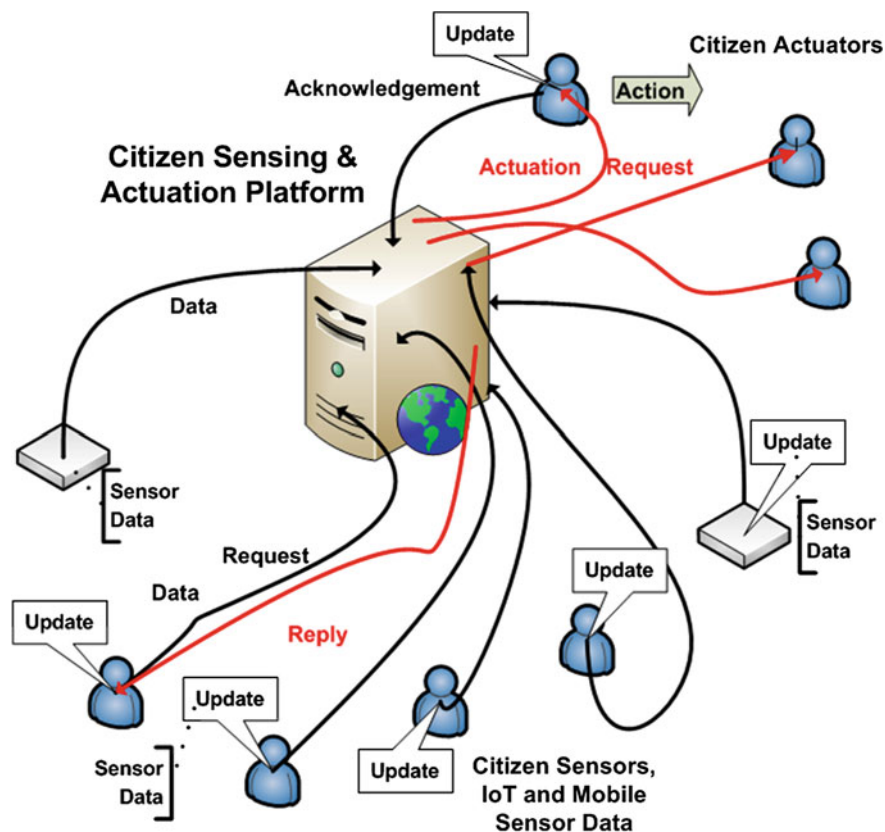 Update
Citizen Actuators
Acknowledgement
Action
Citizen Sensing &
Actuation Platform
Actuation Request
Data
Update
Sensor
Data
Sensor
Data
Request
Data
Update
Update
Reply
Update
Sensor
Data
Update
Citizen Sensors,
IoT and Mobile
Sensor Data